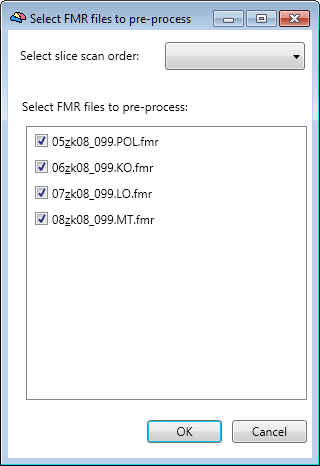 Select FMR files to pre-process
Select slice scan order:
Select FMR files to pre-process:
05zk08_099.POL.fmr
06zk08_099.KO.fmr
07zk08_099.LO.fmr
08zk08_099.MT.fmr
OK Cancel